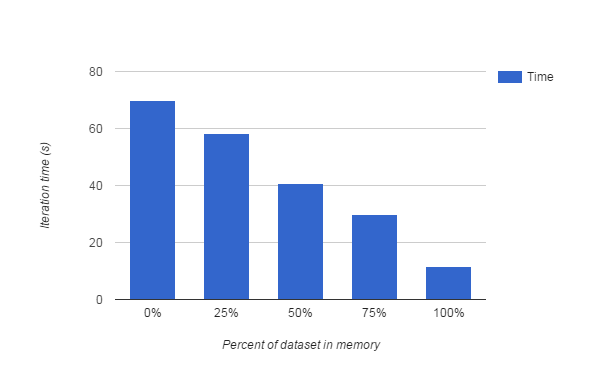 80
Time
60
40
20
0
Iteration time (s)
0% 25% 50% 75% 100%
Percent of dataset in memory